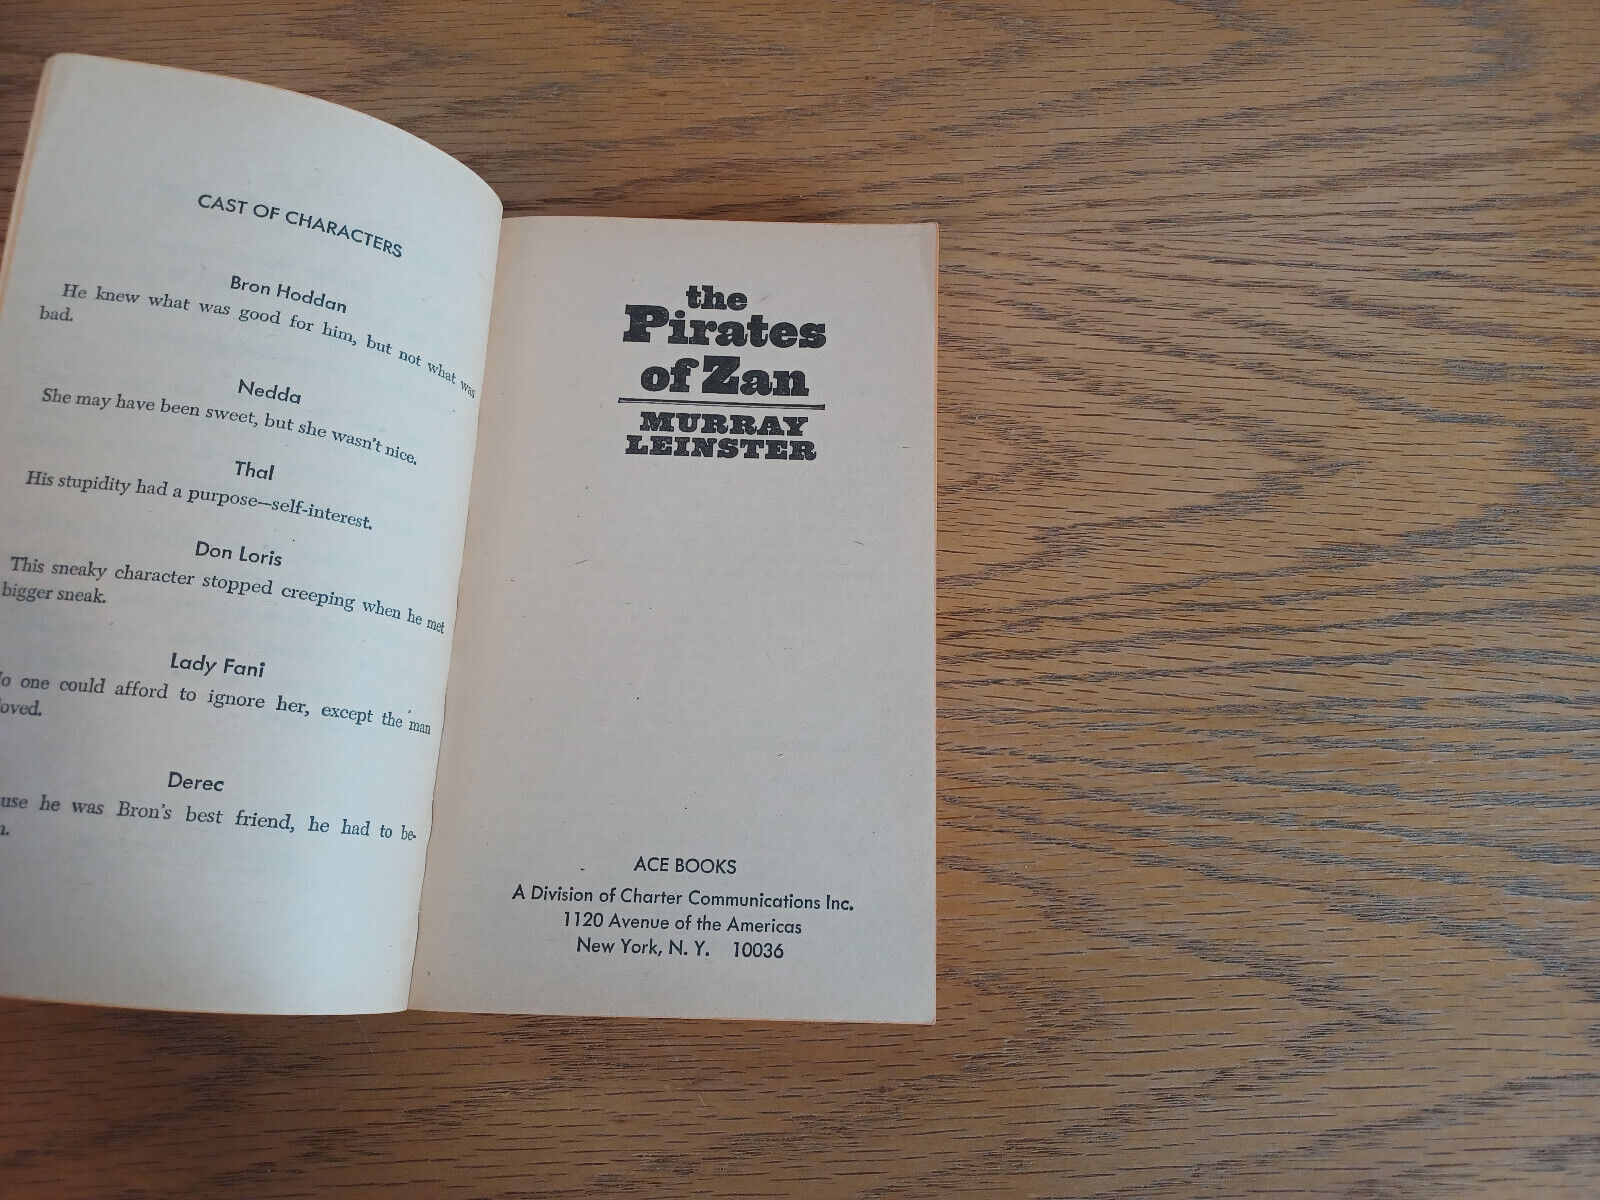 CAST OF CHARACTERS
Bron Hoddan
He knew what was good for him, but not what was
bad.
Nedda
She may have been sweet, but she wasn't nice.
Thal
His stupidity had a purpose—self-interest.
Don Loris
This sneaky character stopped creeping when he met
bigger sneak.
Lady Fani
one could afford to ignore her, except the man
Derec
he was Bron's best friend, he had to be-
the
Pirates
of Zan
MURRAY
LEINSTER
ACE BOOKS
A Division of Charter Communications Inc.
1120 Avenue of the Americas
New York, N. Y. 10036